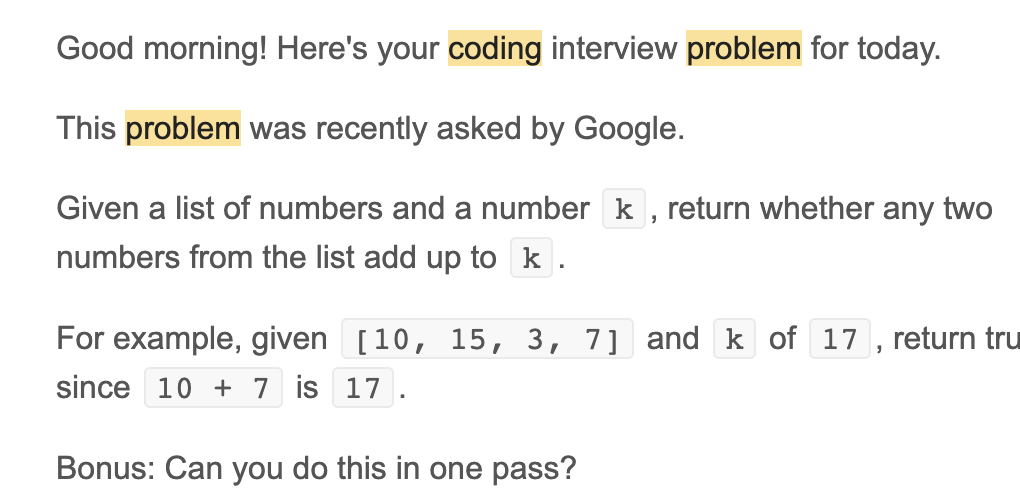 Good morning! Here's your coding interview problem for today.
This problem was recently asked by Google.
Given a list of numbers and a number k, return whether any two
numbers from the list add up to k.
For example, given [10, 15, 3, 7] and k of 17, return tru
since 10 + 7 is 17.
Bonus: Can you do this in one pass?